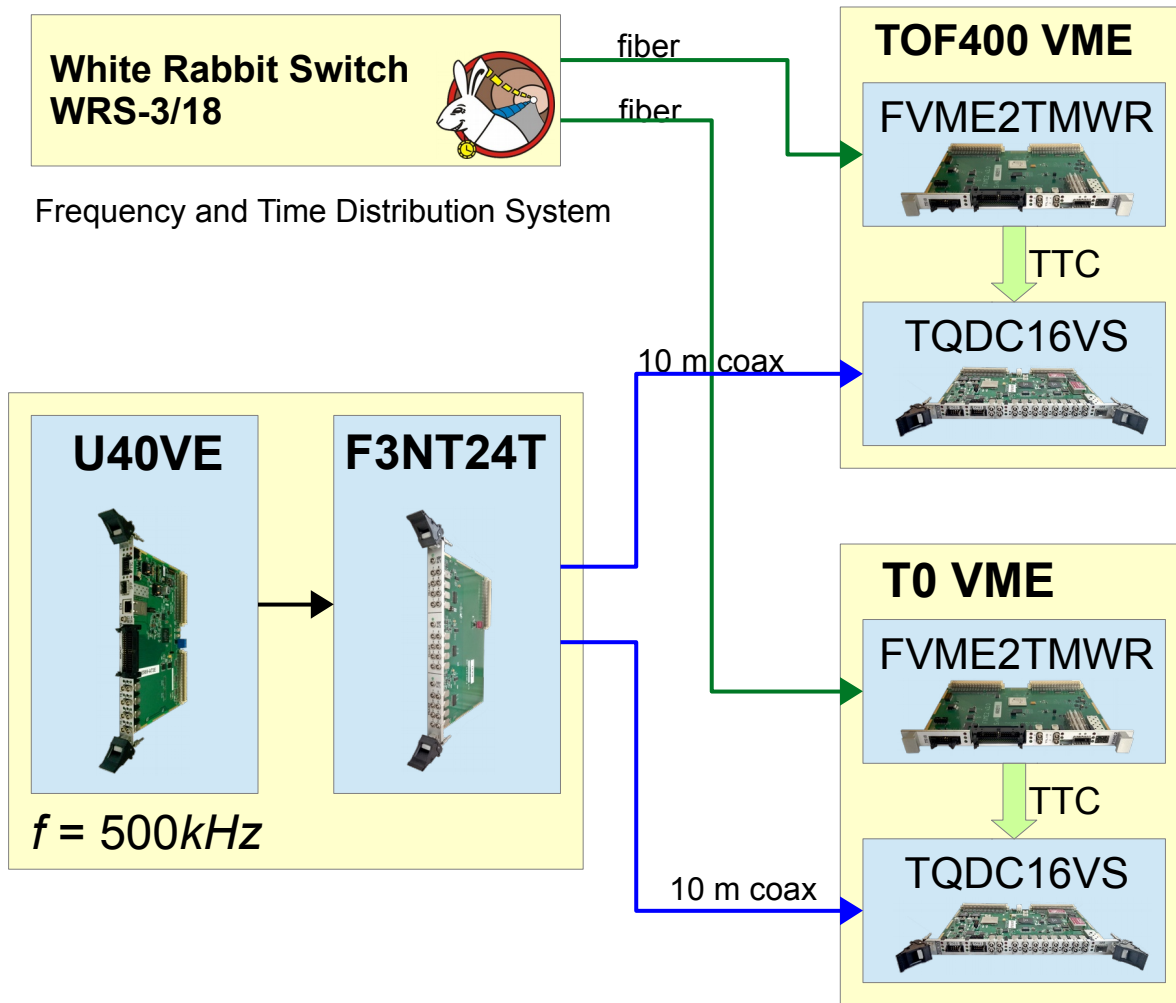 White Rabbit Switch
WRS-3/18
Frequency and Time Distribution System
fiber
fiber
TOF400 VME
FVME2TMWR
TTC
TQDC16VS
10 m coax
U40VE
F3NT24T
f = 500kHz
10 m coax
T0 VME
FVME2TMWR
TTC
TQDC16VS